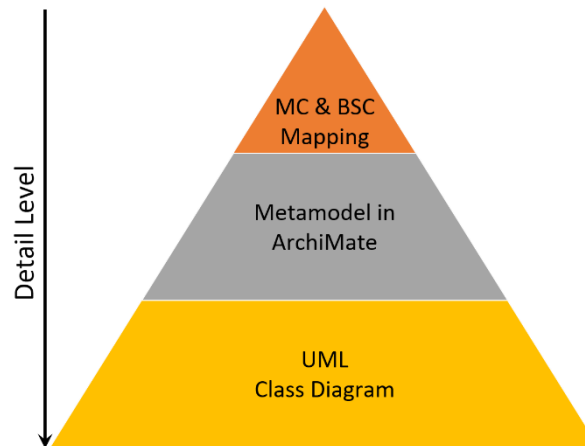 Detail Level
MC & BSC
Mapping
Metamodel in
ArchiMate
UML
Class Diagram